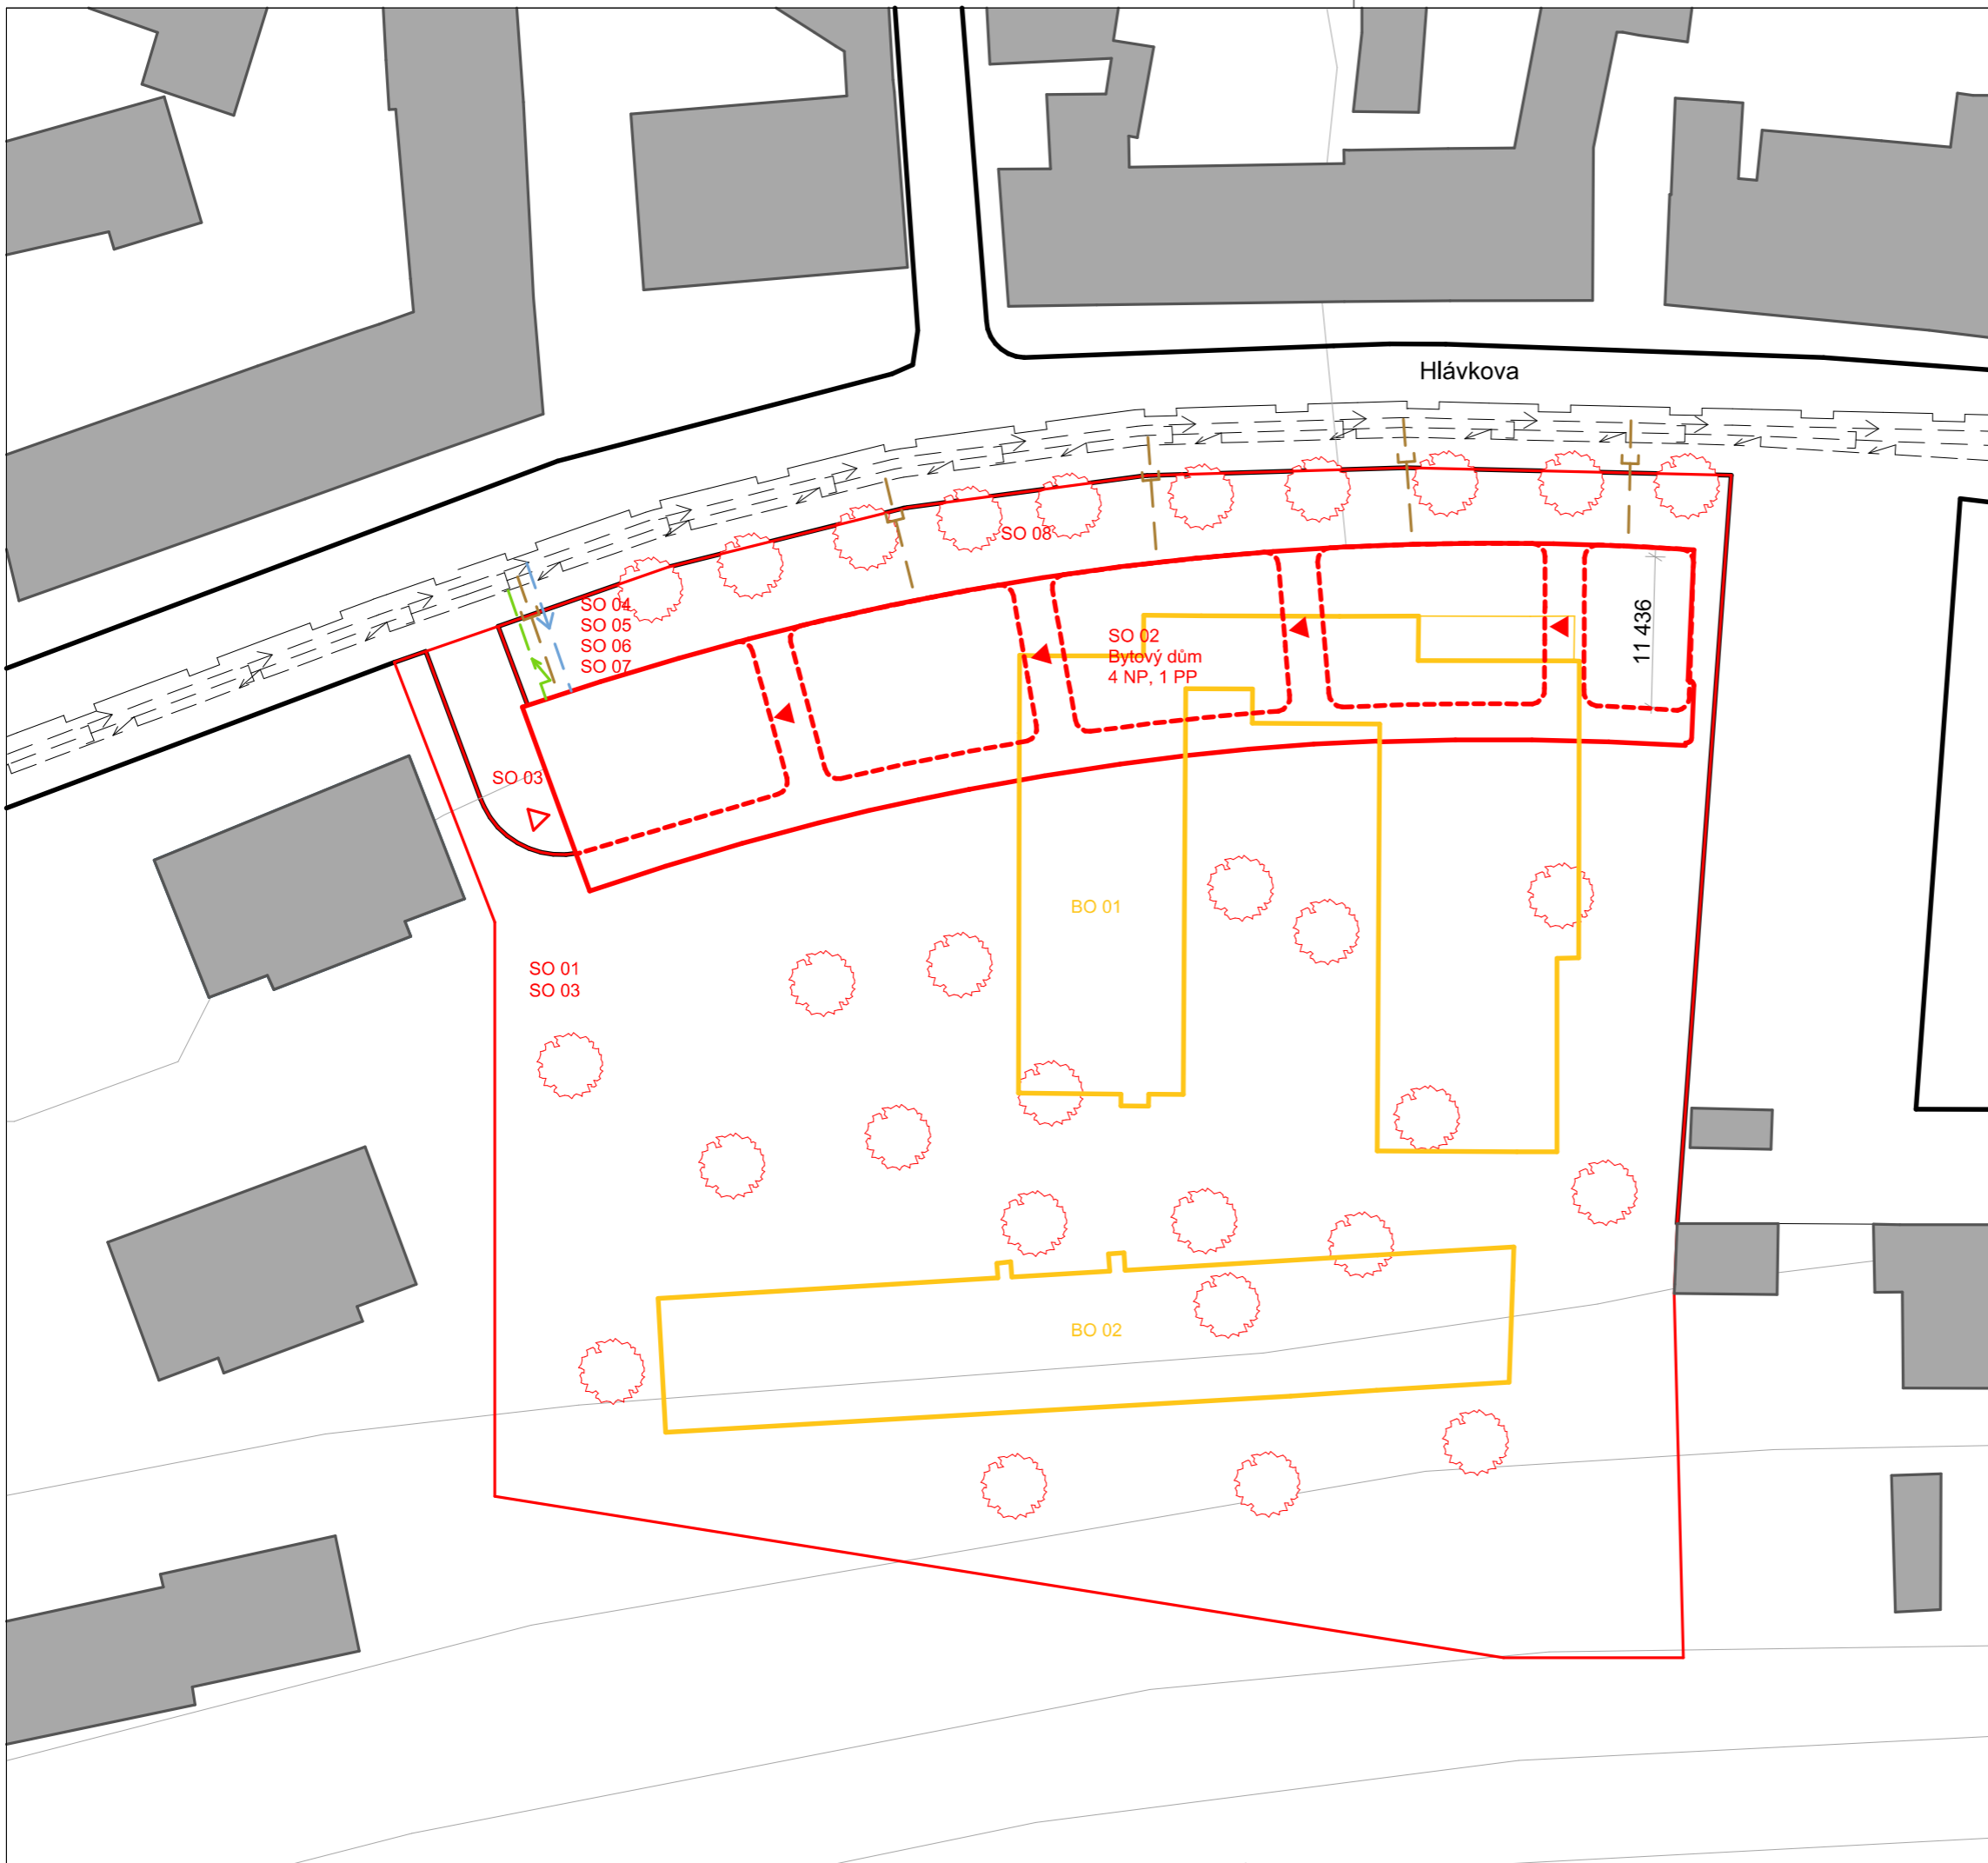 Hlávkova
SO 08
SO 04
SO 05
SO 06
SO 07
SO 02
Bytový dům
4 NP, 1 PP
11 436
SO 03
BO 01
SO 01
SO 03
BO 02